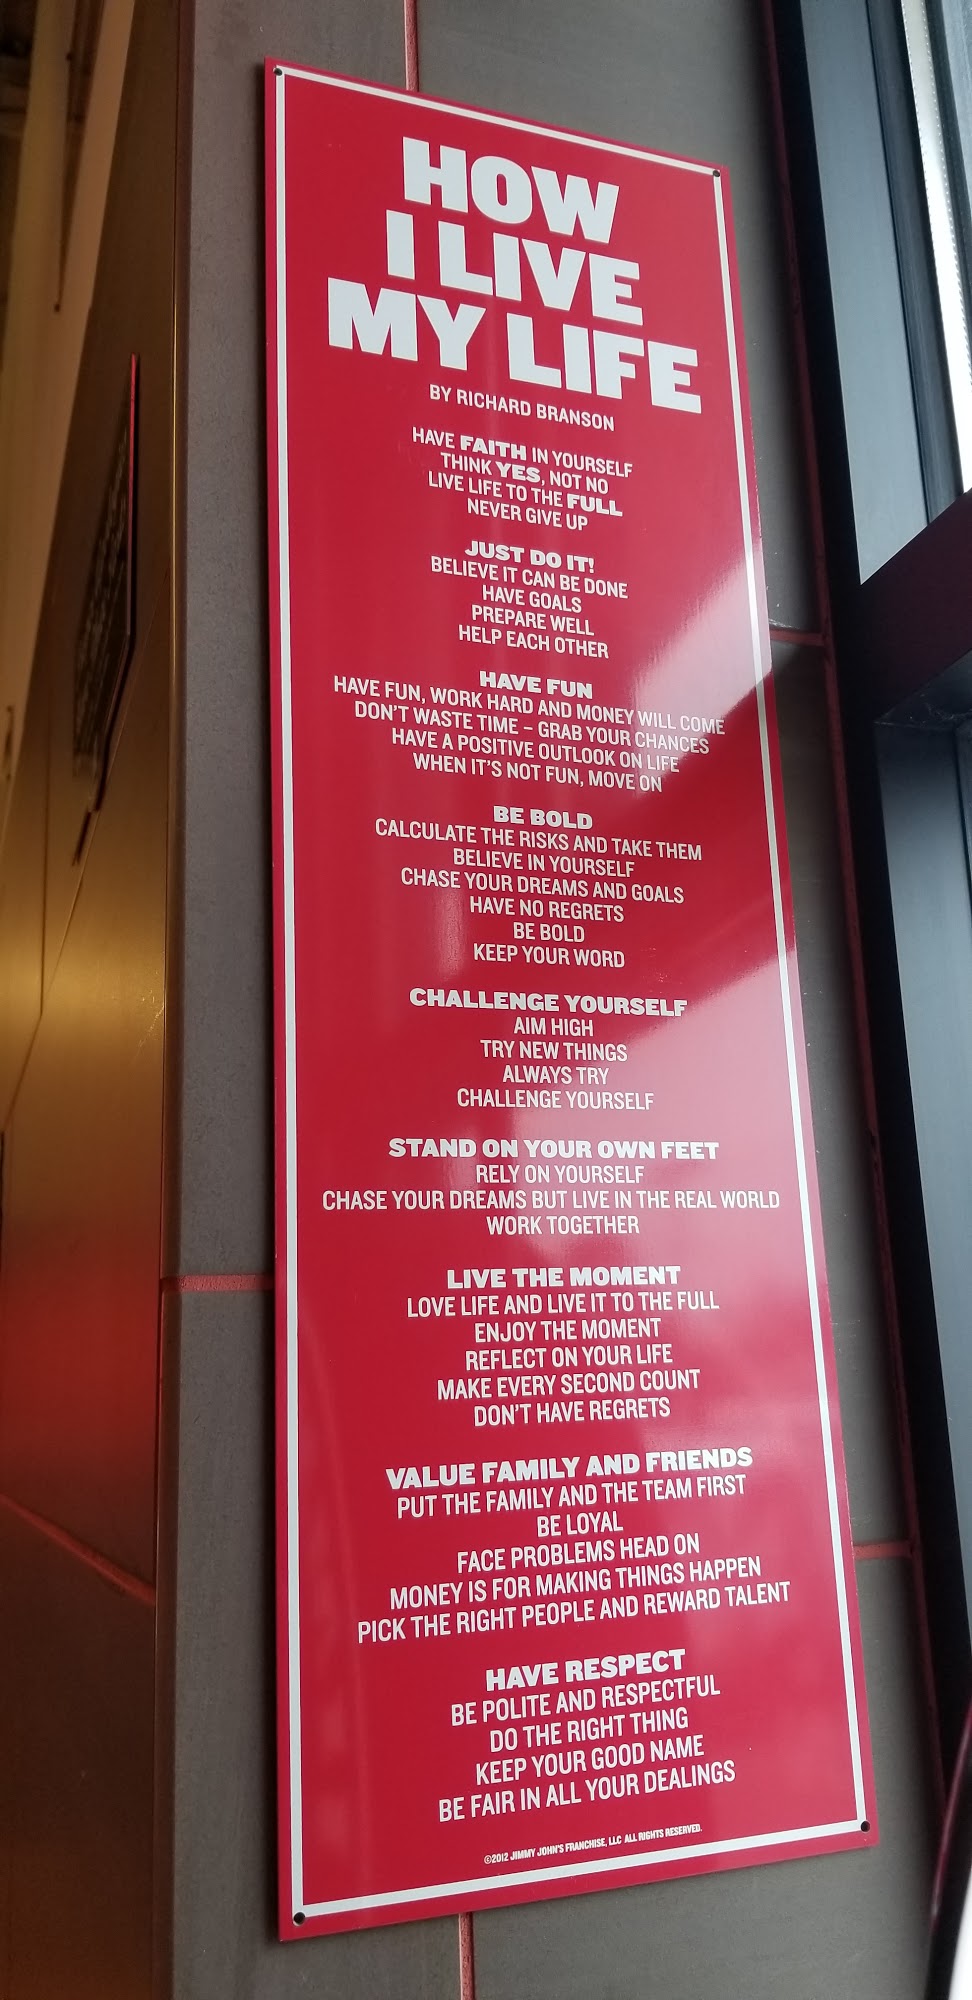 HOW
I LIVE
MY LIFE
BY RICHARD BRANSON
HAVE FAITH IN YOURSELF
THINK YES, NOT NO
LIVE LIFE TO THE FULL
NEVER GIVE UP
JUST DO IT!
BELIEVE IT CAN BE DONE
HAVE GOALS
PREPARE WELL
HELP EACH OTHER
HAVE FUN
HAVE FUN, WORK HARD AND MONEY WILL COME
DON'T WASTE TIME – GRAB YOUR CHANCES
HAVE A POSITIVE OUTLOOK ON LIFE
WHEN IT'S NOT FUN, MOVE ON
BE BOLD
CALCULATE THE RISKS AND TAKE THEM
BELIEVE IN YOURSELF
CHASE YOUR DREAMS AND GOALS
HAVE NO REGRETS
BE BOLD
KEEP YOUR WORD
CHALLENGE YOURSELF
AIM HIGH
TRY NEW THINGS
ALWAYS TRY
CHALLENGE YOURSELF
STAND ON YOUR OWN FEET
RELY ON YOURSELF
CHASE YOUR DREAMS BUT LIVE IN THE REAL WORLD
WORK TOGETHER
LIVE THE MOMENT
LOVE LIFE AND LIVE IT TO THE FULL
ENJOY THE MOMENT
REFLECT ON YOUR LIFE
MAKE EVERY SECOND COUNT
DON'T HAVE REGRETS
VALUE FAMILY AND FRIENDS
PUT THE FAMILY AND THE TEAM FIRST
BE LOYAL
FACE PROBLEMS HEAD ON
MONEY IS FOR MAKING THINGS HAPPEN
PICK THE RIGHT PEOPLE AND REWARD TALENT
HAVE RESPECT
BE POLITE AND RESPECTFUL
DO THE RIGHT THING
KEEP YOUR GOOD NAME
BE FAIR IN ALL YOUR DEALINGS
©2012 JIMMY JOHN'S FRANCHISE, LLC ALL RIGHTS RESERVED.